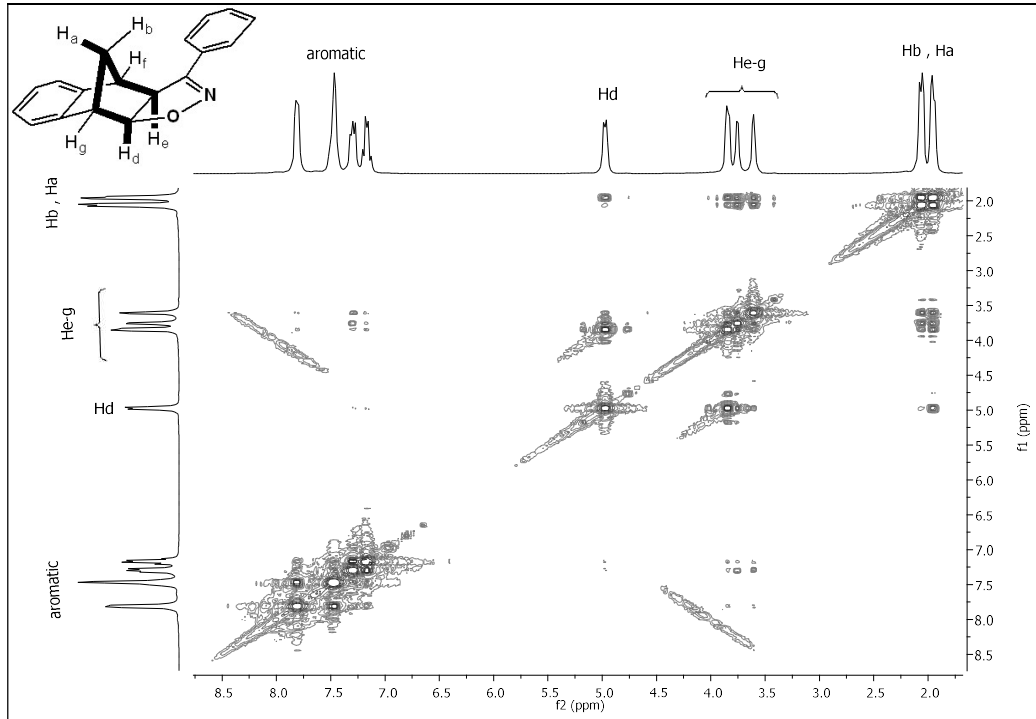 Ha
Hb
Hf
N
O
Hg
Hd
He
aromatic
Hd
He-g
Hb , Ha
Hb , Ha
He-g
Hd
aromatic
2.0
2.5
3.0
3.5
4.0
4.5
5.0
5.5
6.0
6.5
7.0
7.5
8.0
8.5
f1 (ppm)
8.5 8.0 7.5 7.0 6.5 6.0 5.5 5.0 4.5 4.0 3.5 3.0 2.5 2.0
f2 (ppm)